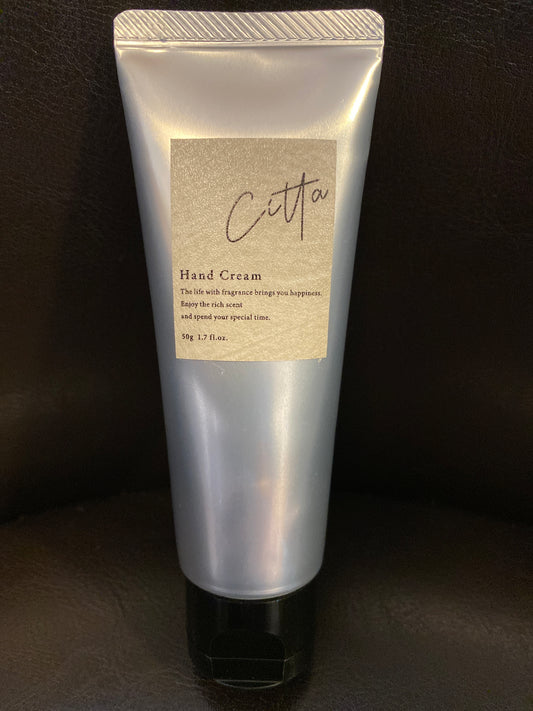 Citta
Hand Cream
The life with fragrance brings you happiness.
Enjoy the rich scent
and spend your special time.
50g 1.7 fl.oz.